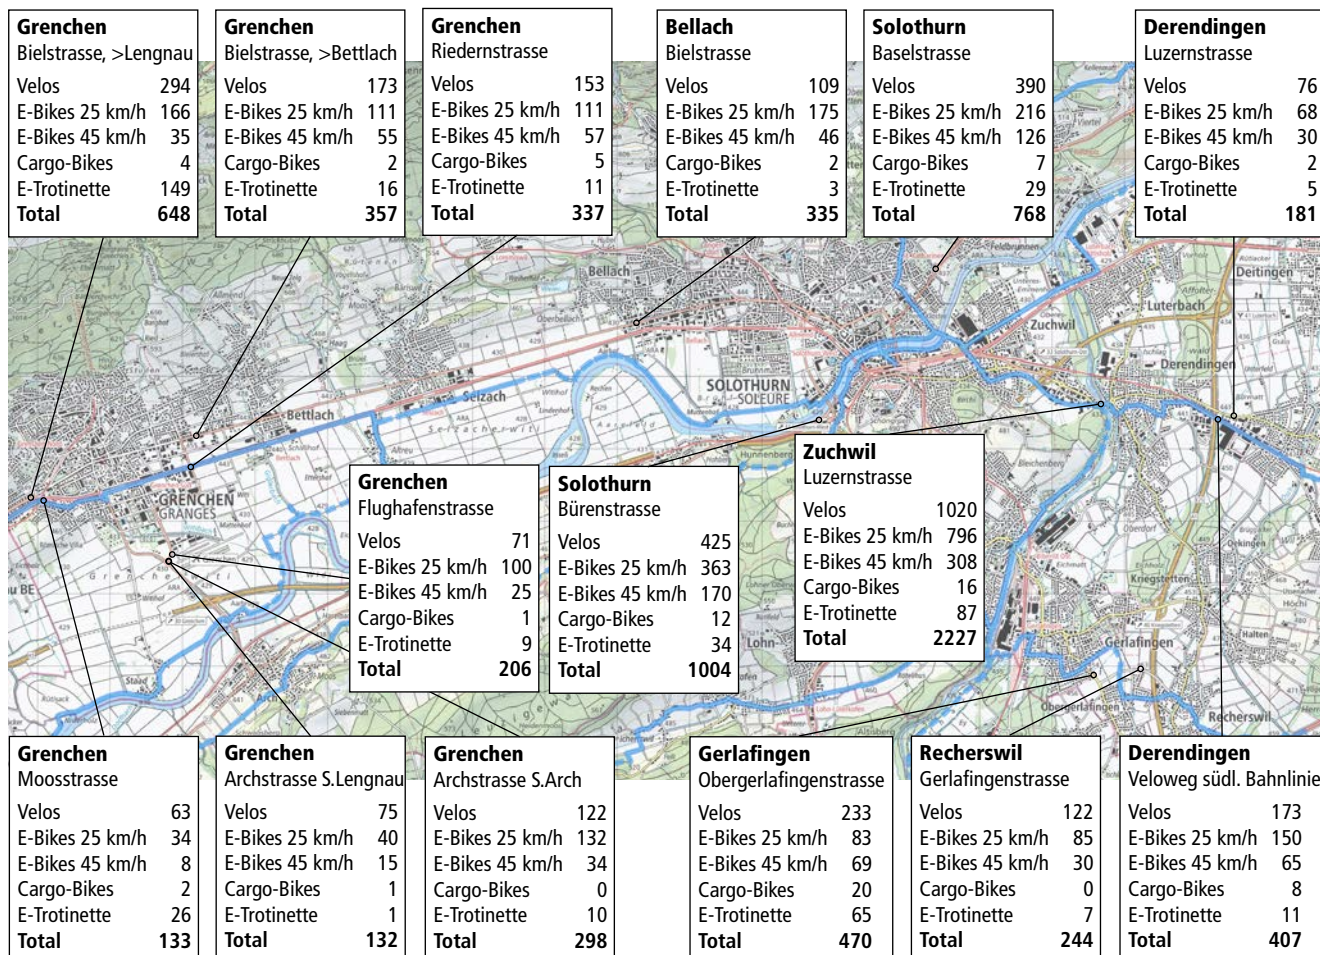 Grenchen
Bielstrasse, >Lengnau
Velos 294
E-Bikes 25 km/h 166
E-Bikes 45 km/h 35
Cargo-Bikes 4
E-Trotinette 149
Total 648
Grenchen
Bielstrasse, >Bettlach
Velos 173
E-Bikes 25 km/h 111
E-Bikes 45 km/h 55
Cargo-Bikes 2
E-Trotinette 16
Total 357
Grenchen
Riedernstrasse
Velos 153
E-Bikes 25 km/h 111
E-Bikes 45 km/h 57
Cargo-Bikes 5
E-Trotinette 11
Total 337
Bellach
Bielstrasse
Velos 109
E-Bikes 25 km/h 175
E-Bikes 45 km/h 46
Cargo-Bikes 2
E-Trotinette 3
Total 335
Solothurn
Baselstrasse
Velos 390
E-Bikes 25 km/h 216
E-Bikes 45 km/h 126
Cargo-Bikes 7
E-Trotinette 29
Total 768
Derendingen
Luzernstrasse
Velos 76
E-Bikes 25 km/h 68
E-Bikes 45 km/h 30
Cargo-Bikes 2
E-Trotinette 5
Total 181
Bellach
Feldbrunnen
Deitingen
Luterbach
Zuchwil
Derendingen
SOLOTHURN
SOLEURE
Selzach
Bettlach
Altreu
GRENCHEN
GRANGES
Grenchen
Flughafenstrasse
Velos 71
E-Bikes 25 km/h 100
E-Bikes 45 km/h 25
Cargo-Bikes 1
E-Trotinette 9
Total 206
Solothurn
Bürenstrasse
Velos 425
E-Bikes 25 km/h 363
E-Bikes 45 km/h 170
Cargo-Bikes 12
E-Trotinette 34
Total 1004
Zuchwil
Luzernstrasse
Velos 1020
E-Bikes 25 km/h 796
E-Bikes 45 km/h 308
Cargo-Bikes 16
E-Trotinette 87
Total 2227
Kriegstetten
Gerlafingen
Halten
Lohn-
Staad
Arch
Obergerlafingen
Recherswil
Grenchen
Moosstrasse
Velos 63
E-Bikes 25 km/h 34
E-Bikes 45 km/h 8
Cargo-Bikes 2
E-Trotinette 26
Total 133
Grenchen
Archstrasse S.Lengnau
Velos 75
E-Bikes 25 km/h 40
E-Bikes 45 km/h 15
Cargo-Bikes 1
E-Trotinette 1
Total 132
Grenchen
Archstrasse S.Arch
Velos 122
E-Bikes 25 km/h 132
E-Bikes 45 km/h 34
Cargo-Bikes 0
E-Trotinette 10
Total 298
Gerlafingen
Obergerlafingenstrasse
Velos 233
E-Bikes 25 km/h 83
E-Bikes 45 km/h 69
Cargo-Bikes 20
E-Trotinette 65
Total 470
Recherswil
Gerlafingenstrasse
Velos 122
E-Bikes 25 km/h 85
E-Bikes 45 km/h 30
Cargo-Bikes 0
E-Trotinette 7
Total 244
Derendingen
Veloweg südl. Bahnlinie
Velos 173
E-Bikes 25 km/h 150
E-Bikes 45 km/h 65
Cargo-Bikes 8
E-Trotinette 11
Total 407